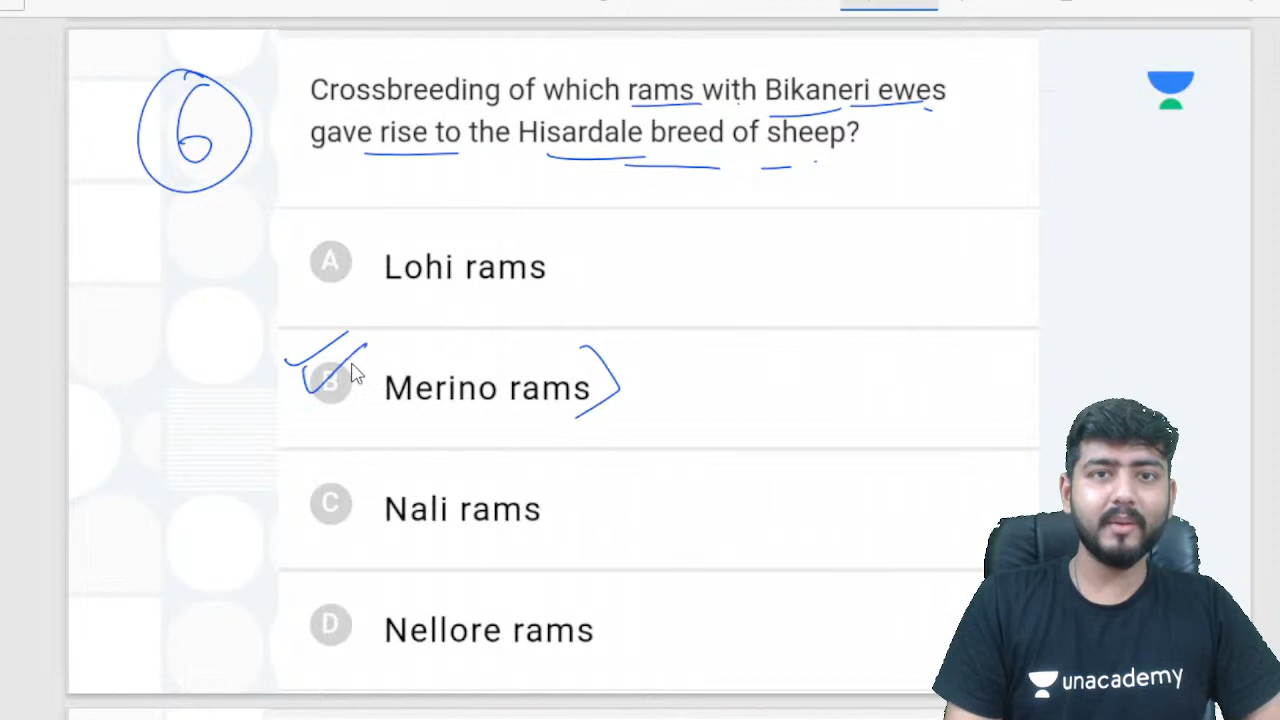 6
Crossbreeding of which rams with Bikaneri ewes
gave rise to the Hisardale breed of sheep?
A Lohi rams
B Merino rams
C Nali rams
D Nellore rams
unacademy